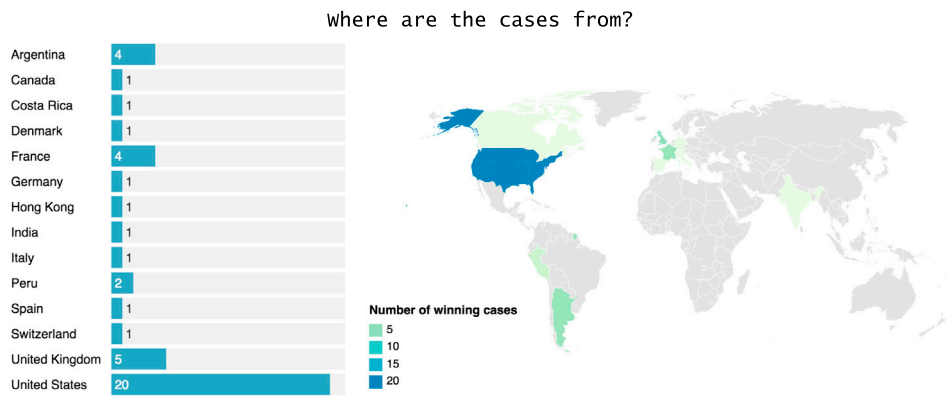 Where are the cases from?
Argentina 4
Canada 1
Costa Rica 1
Denmark 1
France 4
Germany 1
Hong Kong 1
India 1
Italy 1
Peru 2
Spain 1
Switzerland 1
United Kingdom 5
United States 20
Number of winning cases
5
10
15
20